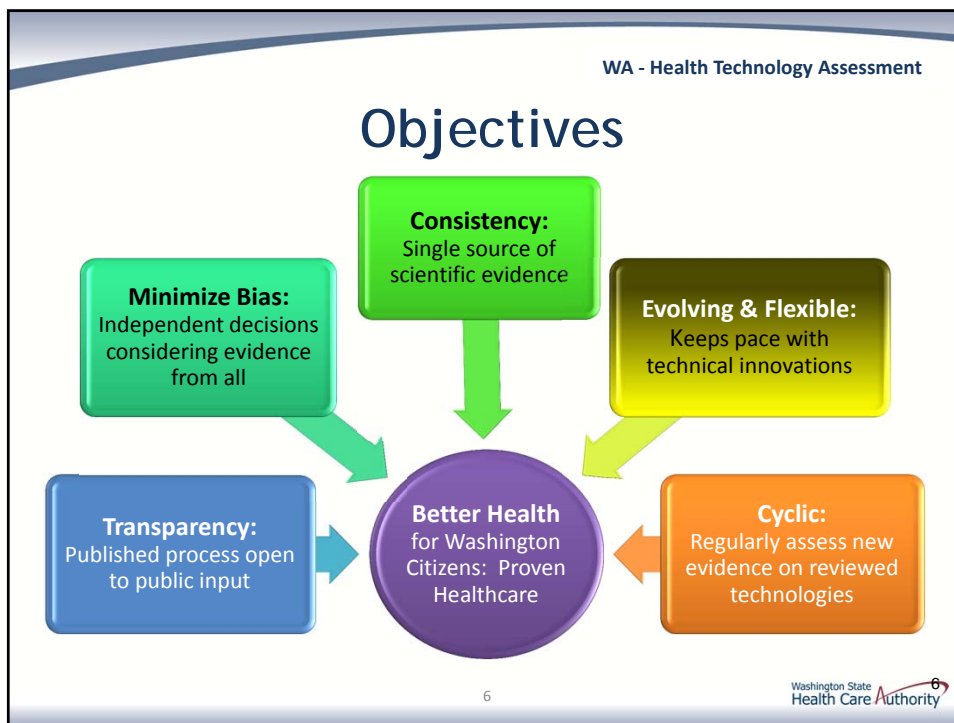 WA - Health Technology Assessment
Objectives
Consistency:
Single source of
scientific evidence
Minimize Bias:
Independent decisions
considering evidence
from all
Evolving & Flexible:
Keeps pace with
technical innovations
Transparency:
Published process open
to public input
Better Health
for Washington
Citizens: Proven
Healthcare
Cyclic:
Regularly assess new
evidence on reviewed
technologies
6
Washington State
Health Care Authority
6